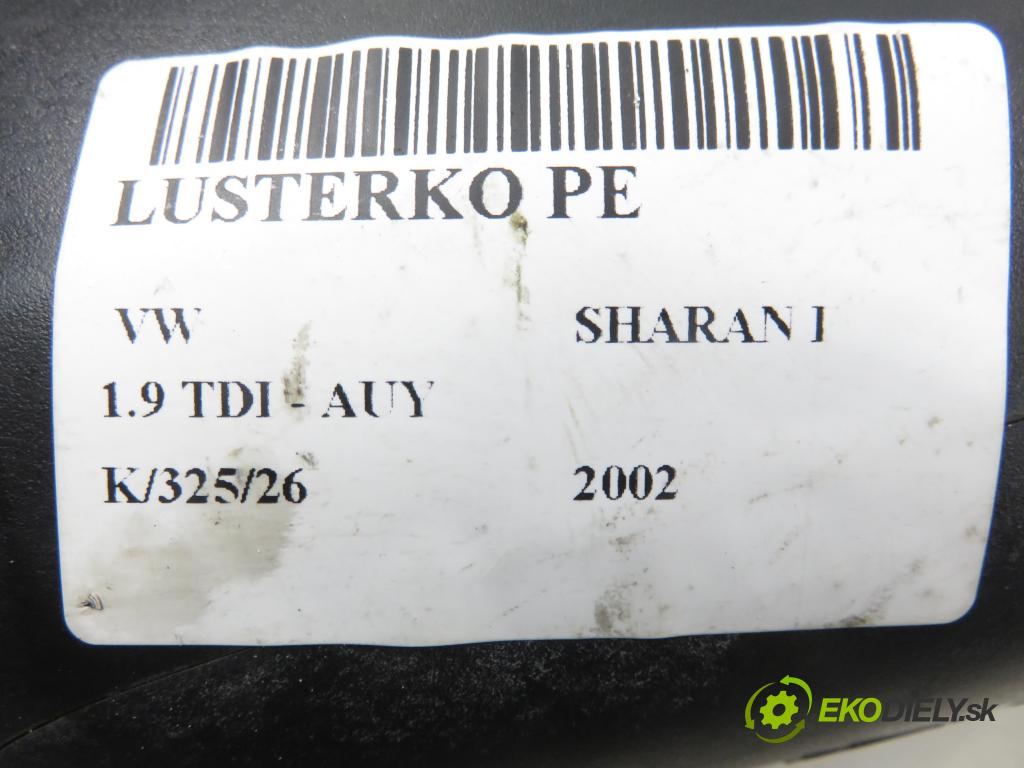 LUSTERKO PE
VW SHARAN I
1.9 TDI - AUY
K/325/26 2002
EKODIELY.sk